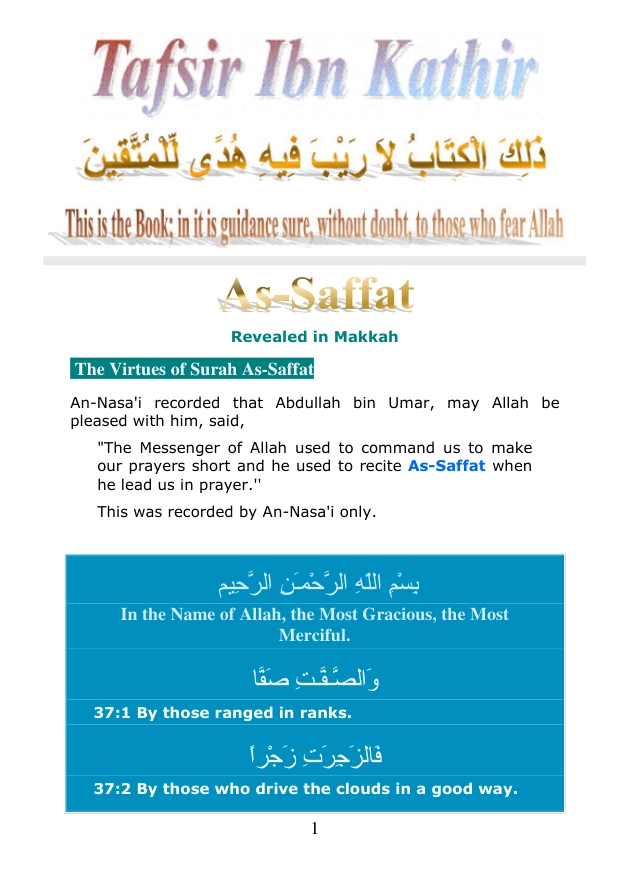 Tafsir Ibn Kathir
ذَلِكَ الْكِتَابُ لاَ رَيْبَ فِيهِ هُدًى لِّلْمُتَّقِينَ
This is the Book; in it is guidance sure, without doubt, to those who fear Allah
As-Saffat
Revealed in Makkah
The Virtues of Surah As-Saffat
An-Nasa'i recorded that Abdullah bin Umar, may Allah be
pleased with him, said,
"The Messenger of Allah used to command us to make
our prayers short and he used to recite As-Saffat when
he lead us in prayer.''
This was recorded by An-Nasa'i only.
بِسْمِ اللَّهِ الرَّحْمَـنِ الرَّحِيمِ
In the Name of Allah, the Most Gracious, the Most
Merciful.
وَالصَّـفَّـتِ صَفَّا
37:1 By those ranged in ranks.
فَالزَجِرَتِ زَجْراً
37:2 By those who drive the clouds in a good way.
1